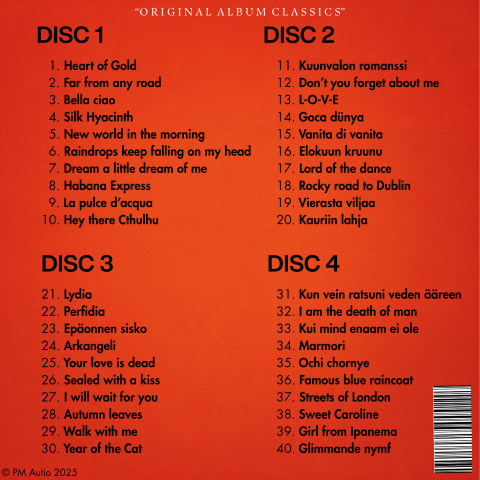 “ORIGINAL ALBUM CLASSICS”
DISC 1
1. Heart of Gold
2. Far from any road
3. Bella ciao
4. Silk Hyacinth
5. New world in the morning
6. Raindrops keep falling on my head
7. Dream a little dream of me
8. Habana Express
9. La pulce d’acqua
10. Hey there Cthulhu
DISC 2
11. Kuunvalon romanssi
12. Don’t you forget about me
13. L-O-V-E
14. Goca dünya
15. Vanita di vanita
16. Elokuun kruunu
17. Lord of the dance
18. Rocky road to Dublin
19. Vierasta viljaa
20. Kauriin lahja
DISC 3
21. Lydia
22. Perfidia
23. Epäonnen sisko
24. Arkangeli
25. Your love is dead
26. Sealed with a kiss
27. I will wait for you
28. Autumn leaves
29. Walk with me
30. Year of the Cat
DISC 4
31. Kun vein ratsuni veden ääreen
32. I am the death of man
33. Kui mind enaam ei ole
34. Marmori
35. Ochi chornye
36. Famous blue raincoat
37. Streets of London
38. Sweet Caroline
39. Girl from Ipanema
40. Glimmande nymf
© PM Autio 2025